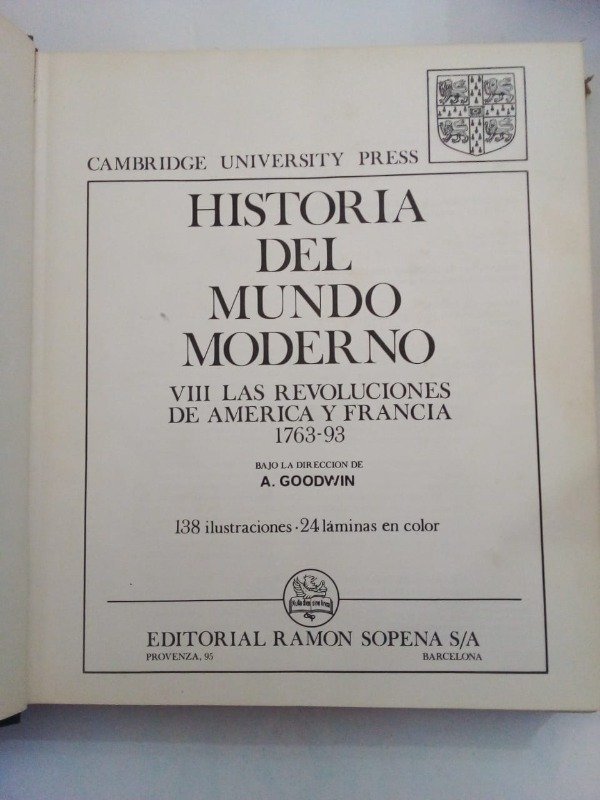 CAMBRIDGE UNIVERSITY PRESS
HISTORIA
DEL
MUNDO
MODERNO
VIII LAS REVOLUCIONES
DE AMERICA Y FRANCIA
1763-93
BAJO LA DIRECCION DE
A. GOODWIN
138 ilustraciones · 24 láminas en color
EDITORIAL RAMON SOPENA S/A
PROVENZA, 95 BARCELONA